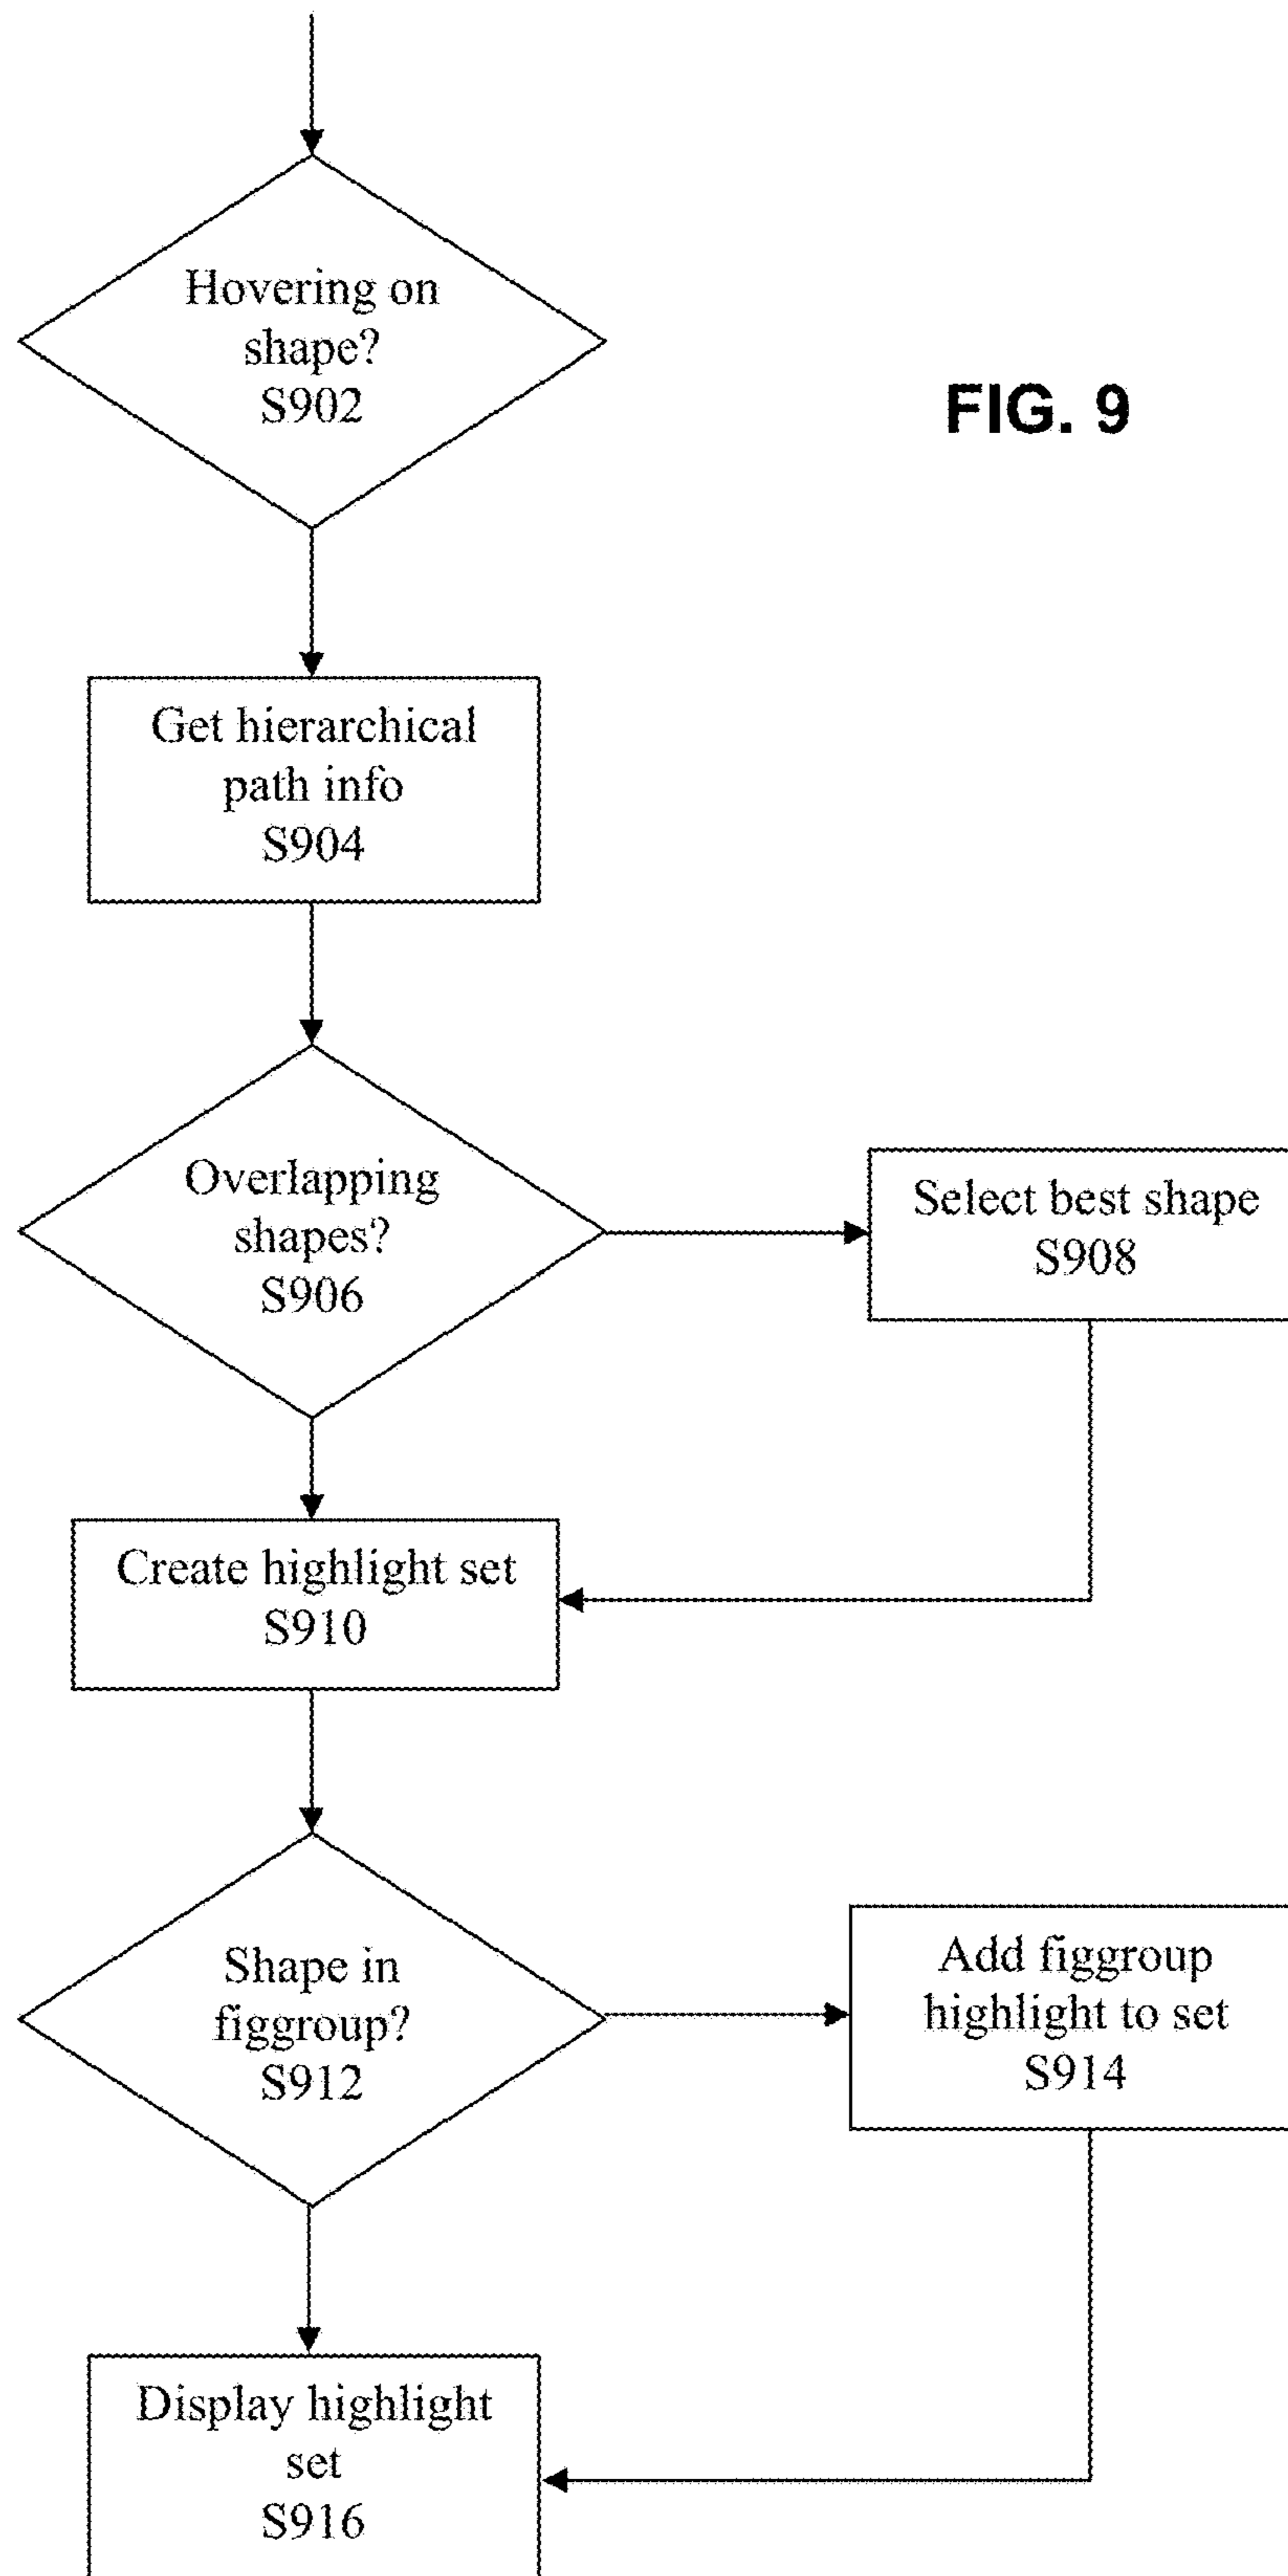 Hovering on
shape?
S902
FIG. 9
Get hierarchical
path info
S904
Overlapping
shapes?
S906
Select best shape
S908
Create highlight set
S910
Shape in
figgroup?
S912
Add figgroup
highlight to set
S914
Display highlight
set
S916